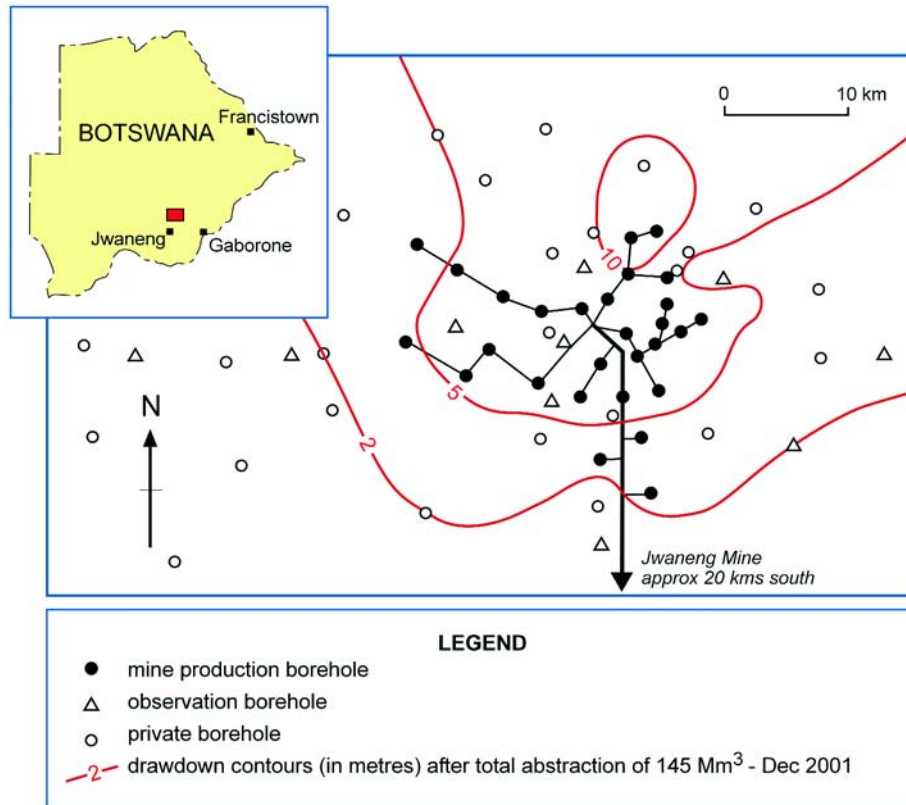 BOTSWANA
Francistown
Jwaneng
Gaborone
0 10 km
10
5
2
N
Jwaneng Mine
approx 20 kms south
LEGEND
mine production borehole
observation borehole
private borehole
2 drawdown contours (in metres) after total abstraction of 145 Mm³ - Dec 2001